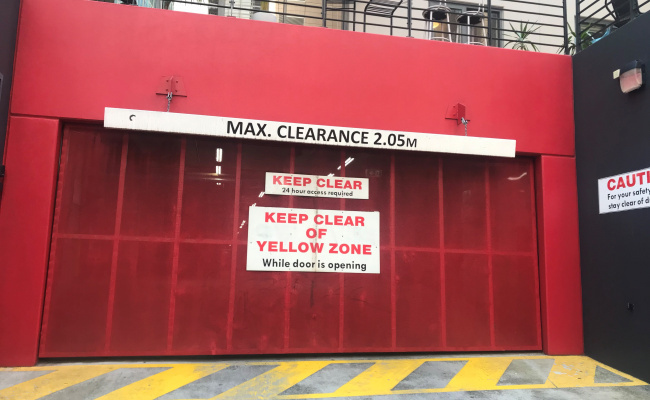 MAX. CLEARANCE 2.05M
KEEP CLEAR
24 hour access required
KEEP CLEAR
OF
YELLOW ZONE
While door is opening
For your safety
stay clear of